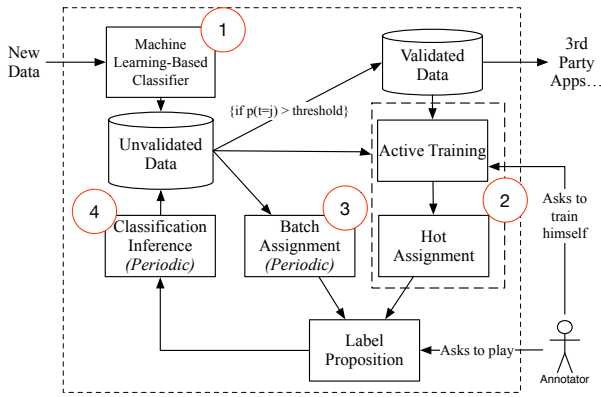 New
Data
1
Machine
Learning-Based
Classifier
Validated
Data
3rd
Party
Apps…
{if p(t=j) > threshold}
Unvalidated
Data
Active Training
4
Classification
Inference
(Periodic)
3
Batch
Assignment
(Periodic)
2
Hot
Assignment
Asks to
train
himself
Label
Proposition
Asks to play
Annotator